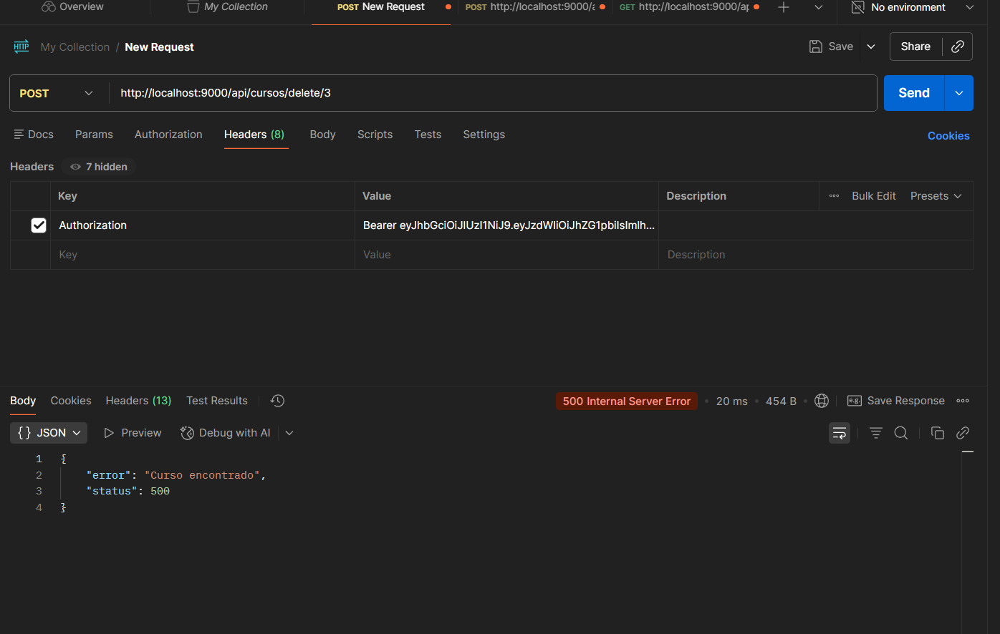 Overview
My Collection
POST New Request
POST http://localhost:9000/a
GET http://localhost:9000/ap
No environment
HTTP My Collection / New Request
Save
Share
POST http://localhost:9000/api/cursos/delete/3
Send
Docs Params Authorization Headers (8) Body Scripts Tests Settings
Cookies
Headers 7 hidden
Key Value Description Bulk Edit Presets
Authorization Bearer eyJhbGciOiJIUzI1NiJ9.eyJzdWIiOiJhZG1pbiIsImlh...
Key Value Description
Body Cookies Headers (13) Test Results
500 Internal Server Error • 20 ms • 454 B • e.g. Save Response
{} JSON Preview Debug with AI
1 {
2 "error": "Curso encontrado",
3 "status": 500
4 }